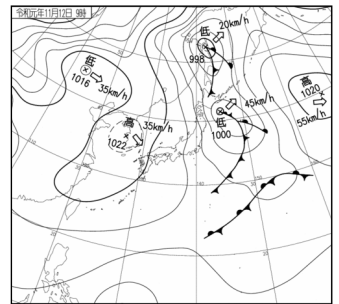 令和元年11月12日 9時
低
20km/h
998
低
1016
35km/h
高
1020
55km/h
45km/h
低
1000
高
35km/h
1022